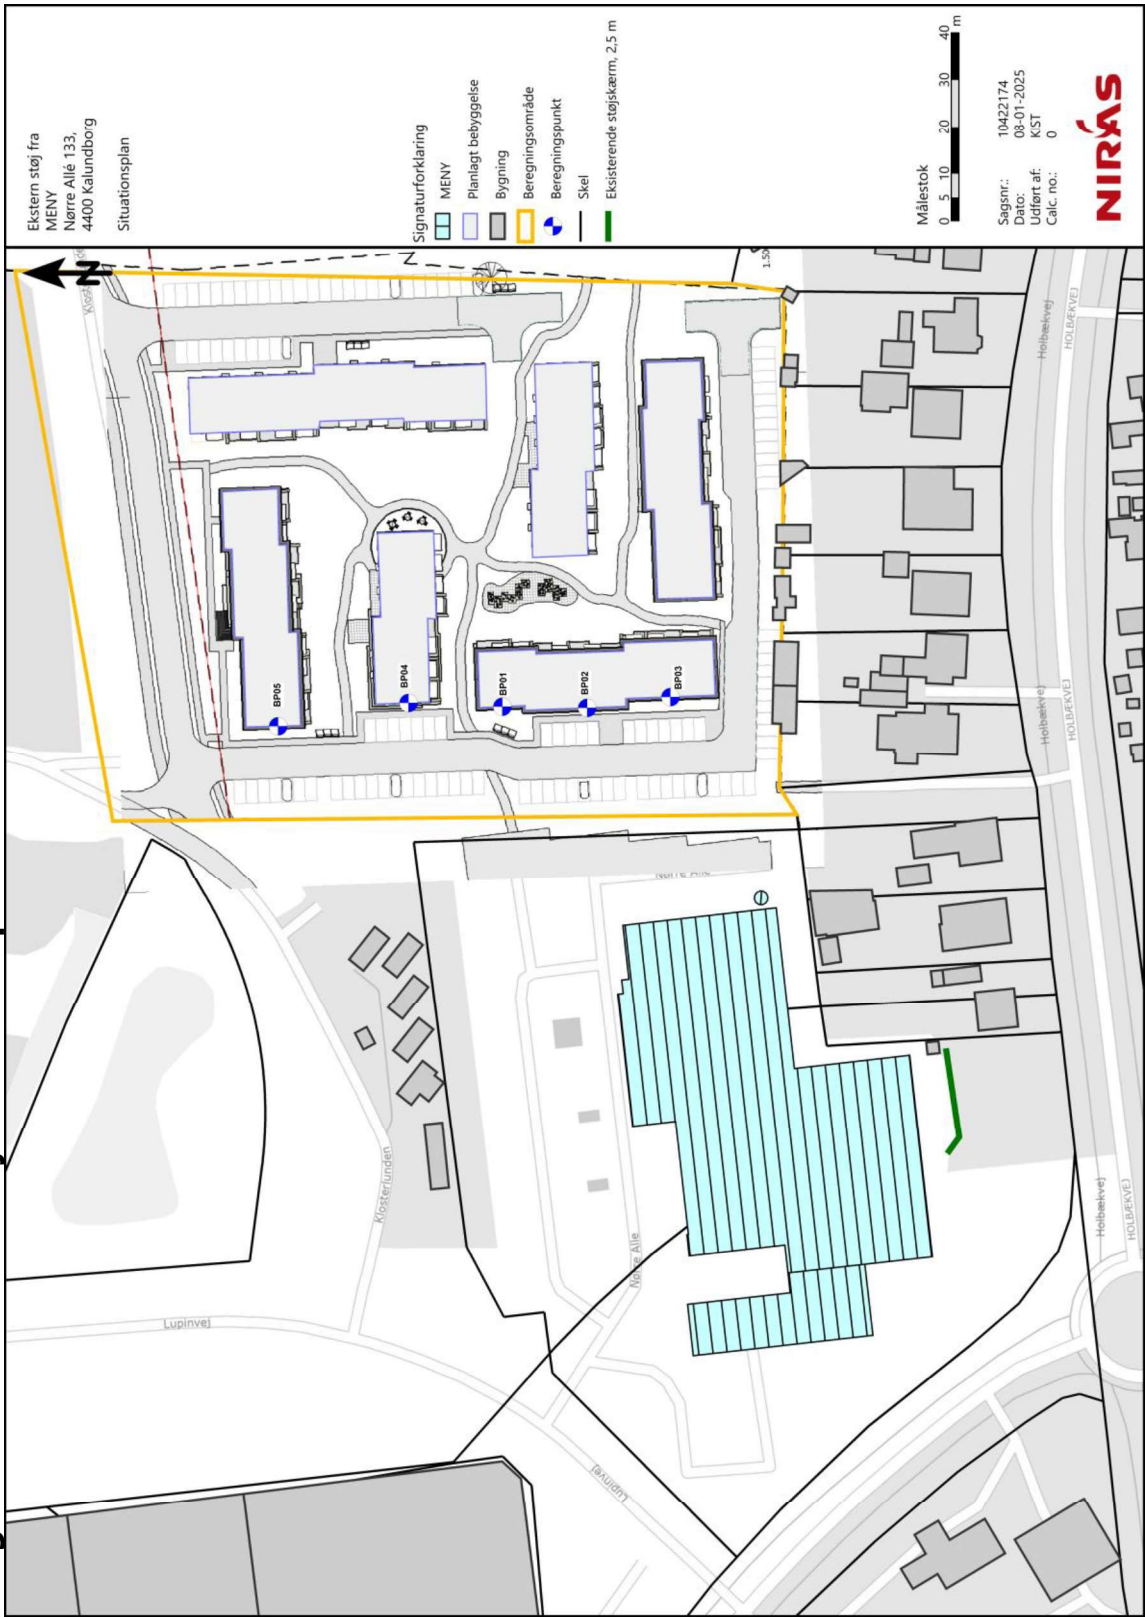 Ekstern støj fra
MENY
Nørre Allé 133,
4400 Kalundborg
Situationsplan
Signaturforklaring
MENY
Planlagt bebyggelse
Bygning
Beregningsområde
Beregningspunkt
Skel
Eksisterende støjskærm, 2,5 m
Målestok
0 5 10 20 30 40
m
Sagsnr.: 10422174
Dato: 08-01-2025
Udført af: KIST
Calc. no.: 0
NIRAS
N
BP05
BP04
BP01
BP02
BP03
Klosterlunden
Lupinvej
Lupinvej
Nørre Alle
Nørre Alle
Holbækvej
HOLBÆKVEJ
Holbækvej
HOLBÆKVEJ
Holbækvej
HOLBÆKVEJ